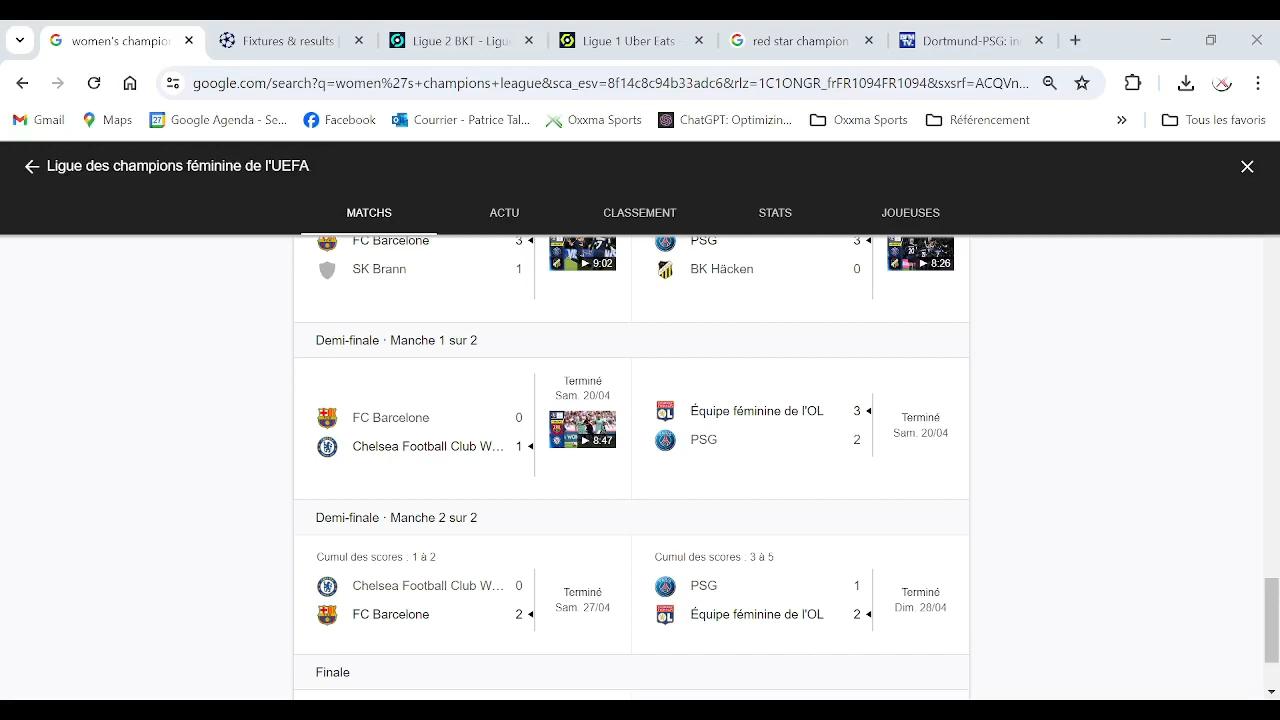 women's champion
Fixtures & results
Ligue 2 BKT - Ligu
Ligue 1 Uber Eats -
red star champion
Dortmund-PSG: in
google.com/search?q=women%27s+champions+league&sca_esv=8f14c8c94b33adc6&rlz=1C1ONGR_frFR1094FR1094&sxsrf=ACQVn...
Gmail
Maps
27
Google Agenda - Se...
Facebook
Courrier - Patrice Tal...
Oxxma Sports
ChatGPT: Optimizin...
Oxxma Sports
Référencement
»
Tous les favoris
Ligue des champions féminine de l'UEFA
MATCHS
ACTU
CLASSEMENT
STATS
JOUEUSES
FC Barcelone 3
9:02
SK Brann 1
PSG 3
8:26
BK Häcken 0
Demi-finale · Manche 1 sur 2
Terminé
Sam. 20/04
FC Barcelone 0
Chelsea Football Club W... 1
8:47
Équipe féminine de l'OL 3
PSG 2
Terminé
Sam. 20/04
Demi-finale · Manche 2 sur 2
Cumul des scores : 1 à 2
Chelsea Football Club W... 0
FC Barcelone 2
Terminé
Sam. 27/04
Cumul des scores : 3 à 5
PSG 1
Équipe féminine de l'OL 2
Terminé
Dim. 28/04
Finale